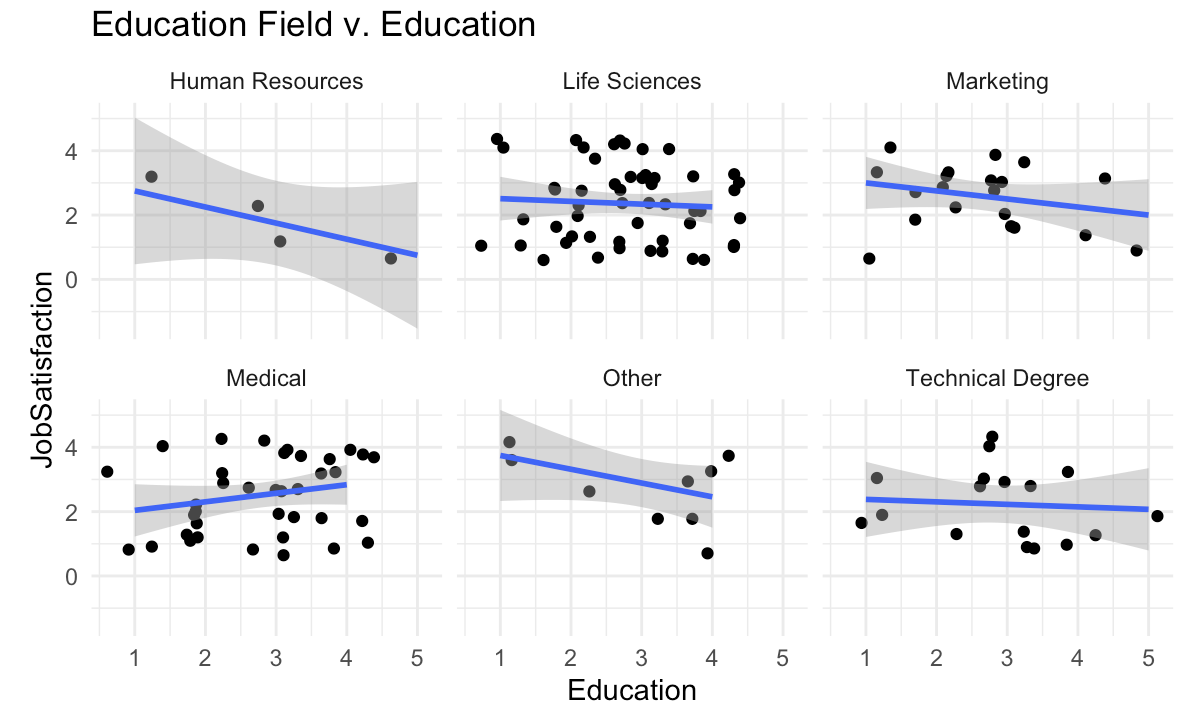 Education Field v. Education
Human Resources
Life Sciences
Marketing
4
2
0
JobSatisfaction
Medical
Other
Technical Degree
4
2
0
1 2 3 4 5
1 2 3 4 5
1 2 3 4 5
Education